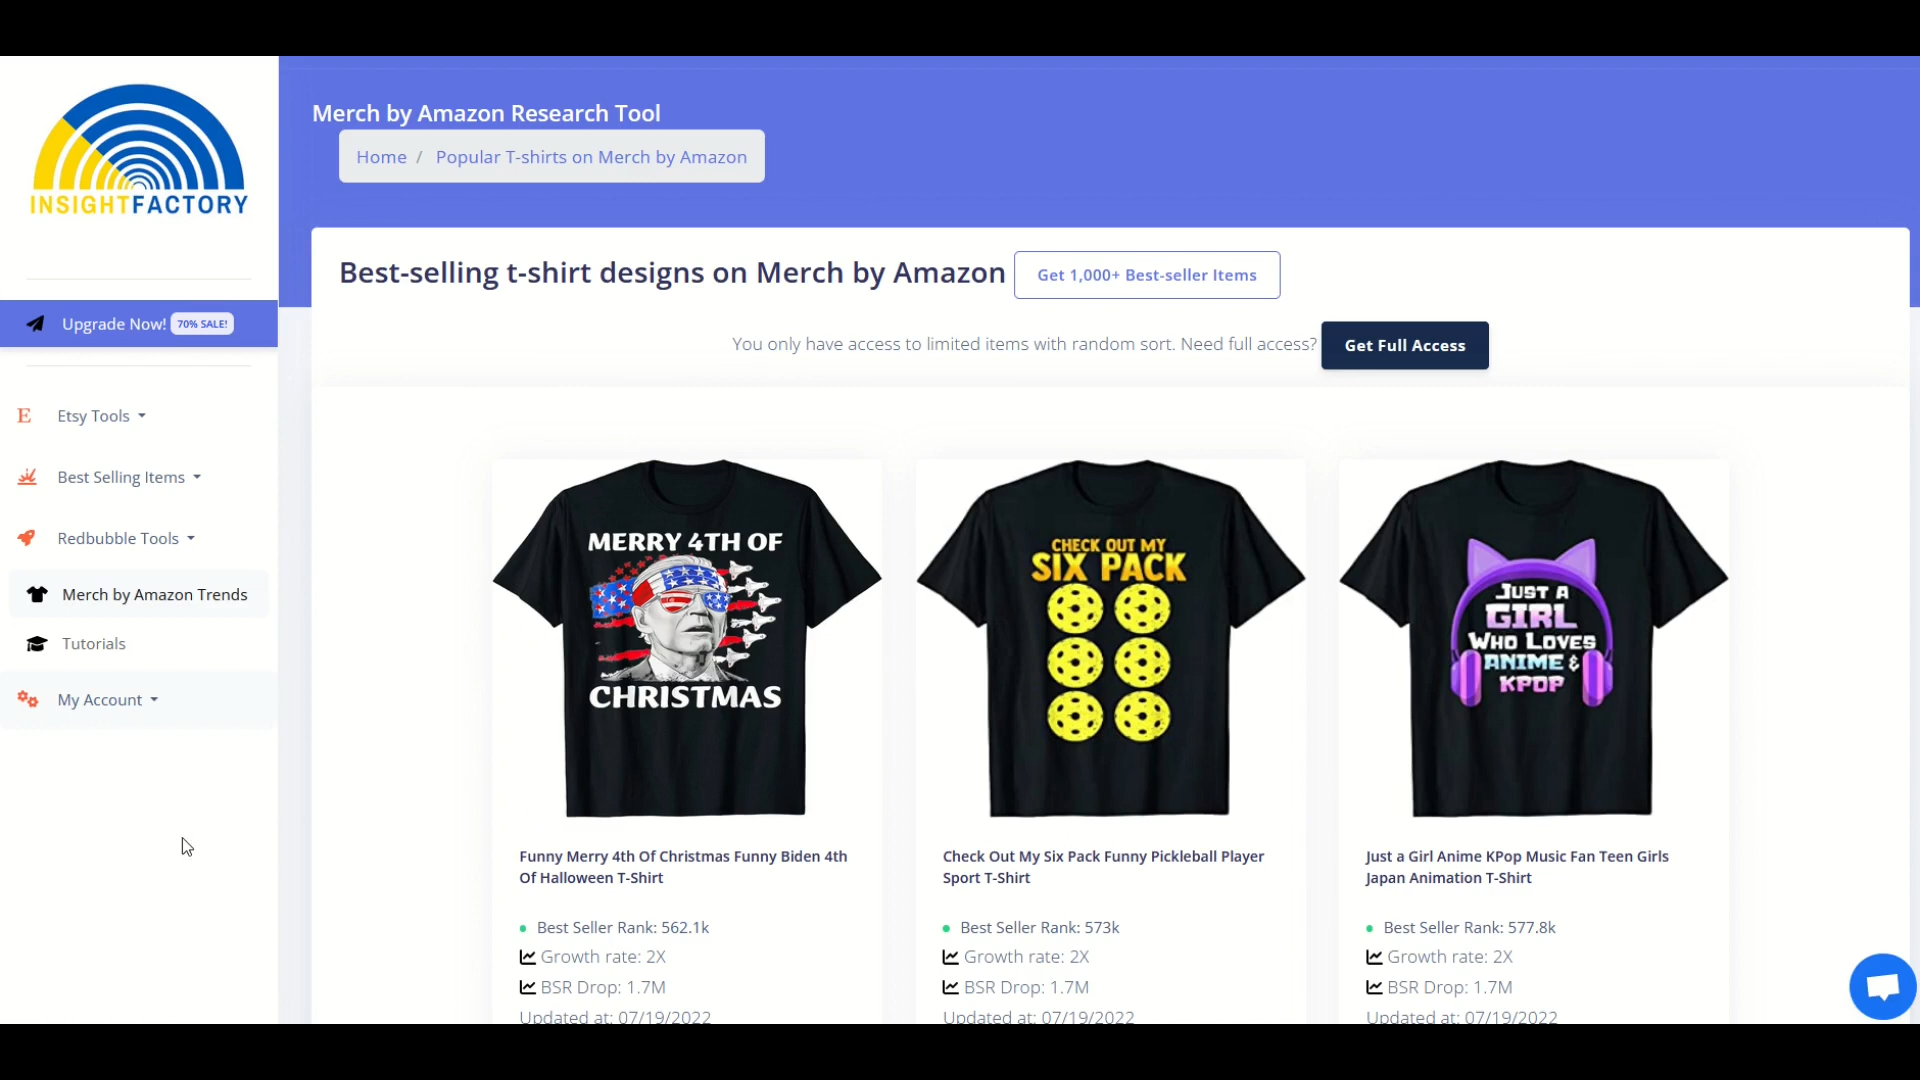 INSIGHTFACTORY
Upgrade Now! 70% SALE!
E Etsy Tools
Best Selling Items
Redbubble Tools
Merch by Amazon Trends
Tutorials
My Account
Merch by Amazon Research Tool
Home / Popular T-shirts on Merch by Amazon
Best-selling t-shirt designs on Merch by Amazon Get 1,000+ Best-seller Items
You only have access to limited items with random sort. Need full access? Get Full Access
MERRY 4TH OF
CHRISTMAS
Funny Merry 4th Of Christmas Funny Biden 4th
Of Halloween T-Shirt
Best Seller Rank: 562.1k
Growth rate: 2X
BSR Drop: 1.7M
Updated at: 07/19/2022
CHECK OUT MY
SIX PACK
Check Out My Six Pack Funny Pickleball Player
Sport T-Shirt
Best Seller Rank: 573k
Growth rate: 2X
BSR Drop: 1.7M
Updated at: 07/19/2022
JUST A
GIRL
WHO LOVES
ANIME &
KPOP
Just a Girl Anime KPop Music Fan Teen Girls
Japan Animation T-Shirt
Best Seller Rank: 577.8k
Growth rate: 2X
BSR Drop: 1.7M
Updated at: 07/19/2022